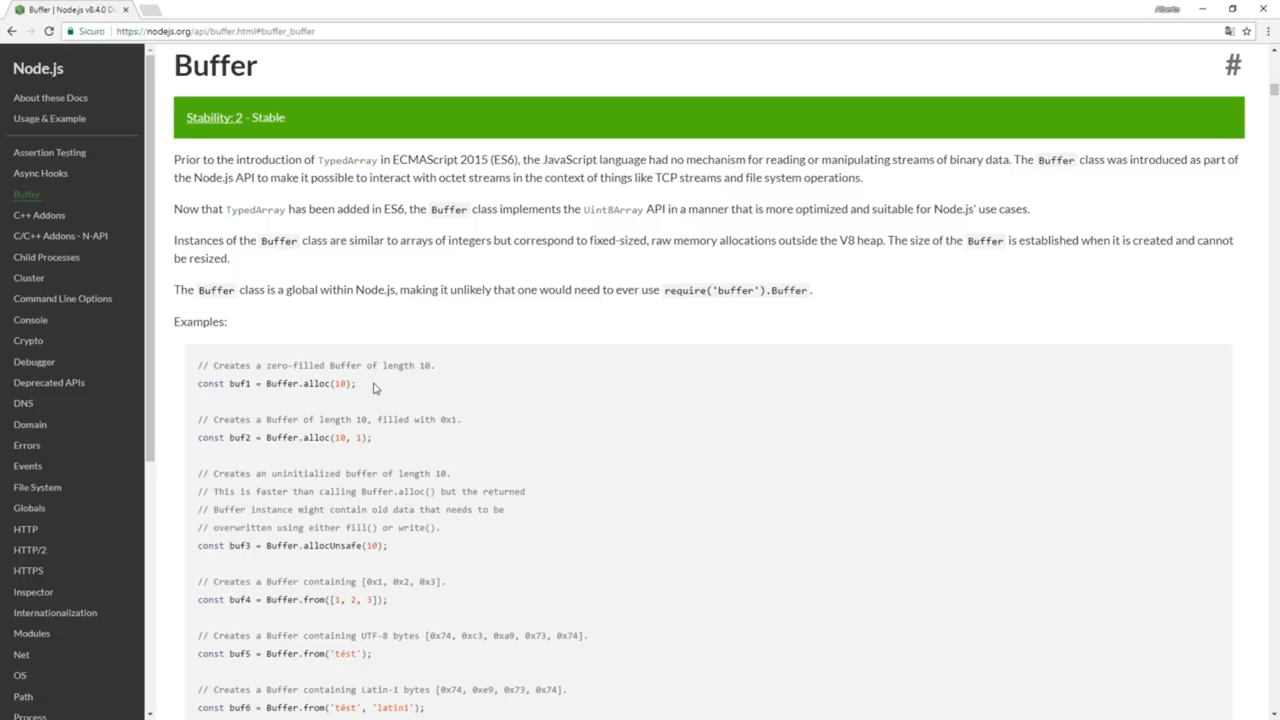 Buffer | Node.js v8.4.0 Do
Alberto
Sicuro https://nodejs.org/api/buffer.html#buffer_buffer
Node.js
About these Docs
Usage & Example
Assertion Testing
Async Hooks
Buffer
C++ Addons
C/C++ Addons - N-API
Child Processes
Cluster
Command Line Options
Console
Crypto
Debugger
Deprecated APIs
DNS
Domain
Errors
Events
File System
Globals
HTTP
HTTP/2
HTTPS
Inspector
Internationalization
Modules
Net
OS
Path
Process
Buffer #
Stability: 2 - Stable
Prior to the introduction of TypedArray in ECMAScript 2015 (ES6), the JavaScript language had no mechanism for reading or manipulating streams of binary data. The Buffer class was introduced as part of
the Node.js API to make it possible to interact with octet streams in the context of things like TCP streams and file system operations.
Now that TypedArray has been added in ES6, the Buffer class implements the Uint8Array API in a manner that is more optimized and suitable for Node.js' use cases.
Instances of the Buffer class are similar to arrays of integers but correspond to fixed-sized, raw memory allocations outside the V8 heap. The size of the Buffer is established when it is created and cannot
be resized.
The Buffer class is a global within Node.js, making it unlikely that one would need to ever use require('buffer').Buffer.
Examples:
// Creates a zero-filled Buffer of length 10.
const buf1 = Buffer.alloc(10);
// Creates a Buffer of length 10, filled with 0x1.
const buf2 = Buffer.alloc(10, 1);
// Creates an uninitialized buffer of length 10.
// This is faster than calling Buffer.alloc() but the returned
// Buffer instance might contain old data that needs to be
// overwritten using either fill() or write().
const buf3 = Buffer.allocUnsafe(10);
// Creates a Buffer containing [0x1, 0x2, 0x3].
const buf4 = Buffer.from([1, 2, 3]);
// Creates a Buffer containing UTF-8 bytes [0x74, 0xc3, 0xa9, 0x73, 0x74].
const buf5 = Buffer.from('tést');
// Creates a Buffer containing Latin-1 bytes [0x74, 0xe9, 0x73, 0x74].
const buf6 = Buffer.from('tést', 'latin1');